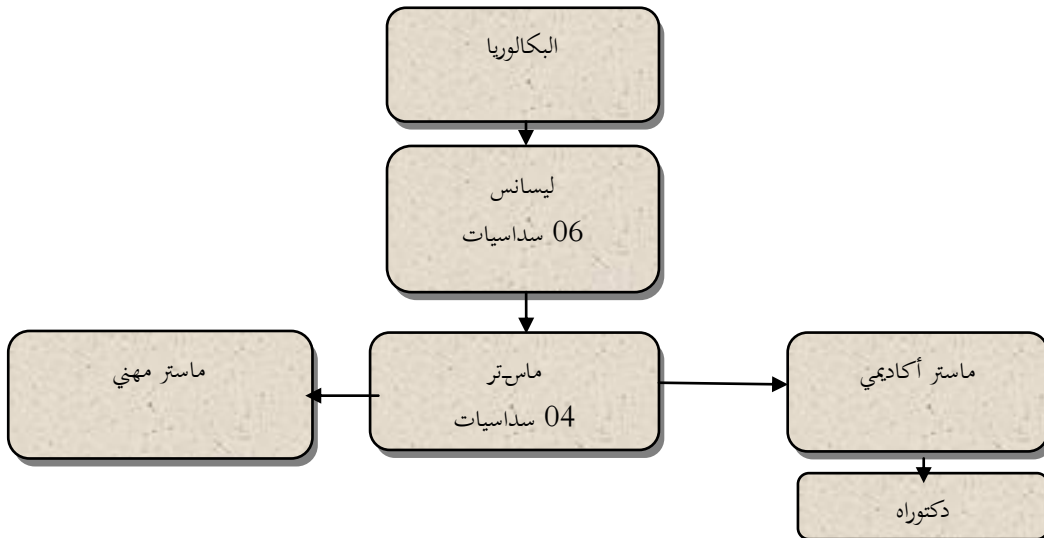 البكالوريا
ليسانس
06 سداسيات
ماستر أكاديمي
ماسـتر
04 سداسيات
ماستر مهني
دكتوراه